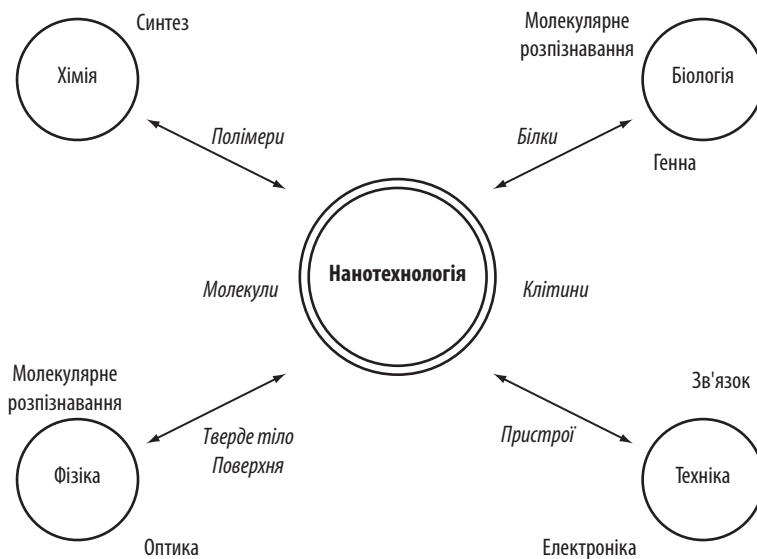 Синтез
Хімія
Молекулярне
розпізнавання
Біологія
Полімери
Білки
Генна
Нанотехнологія
Молекули
Клітини
Молекулярне
розпізнавання
Зв'язок
Тверде тіло
Поверхня
Пристрої
Фізіка
Техніка
Оптика
Електроніка